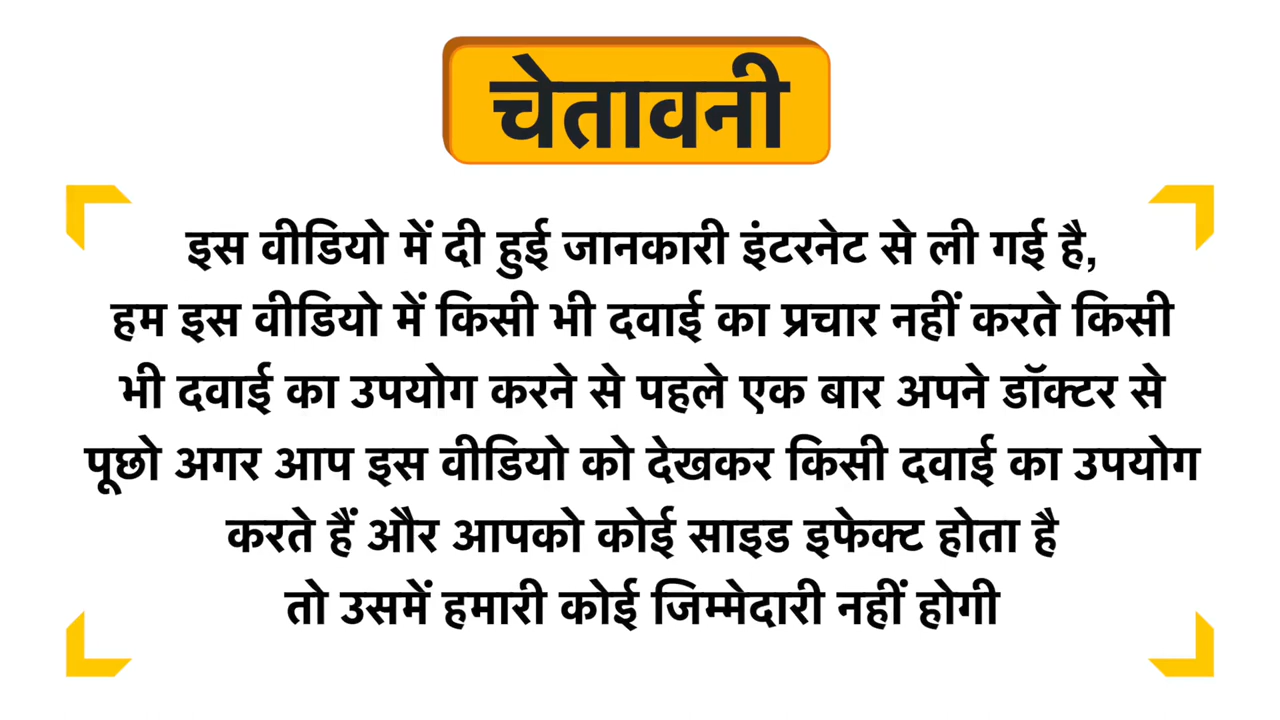 चेतावनी
इस वीडियो में दी हुई जानकारी इंटरनेट से ली गई है,
हम इस वीडियो में किसी भी दवाई का प्रचार नहीं करते किसी
भी दवाई का उपयोग करने से पहले एक बार अपने डॉक्टर से
पूछो अगर आप इस वीडियो को देखकर किसी दवाई का उपयोग
करते हैं और आपको कोई साइड इफेक्ट होता है
तो उसमें हमारी कोई जिम्मेदारी नहीं होगी